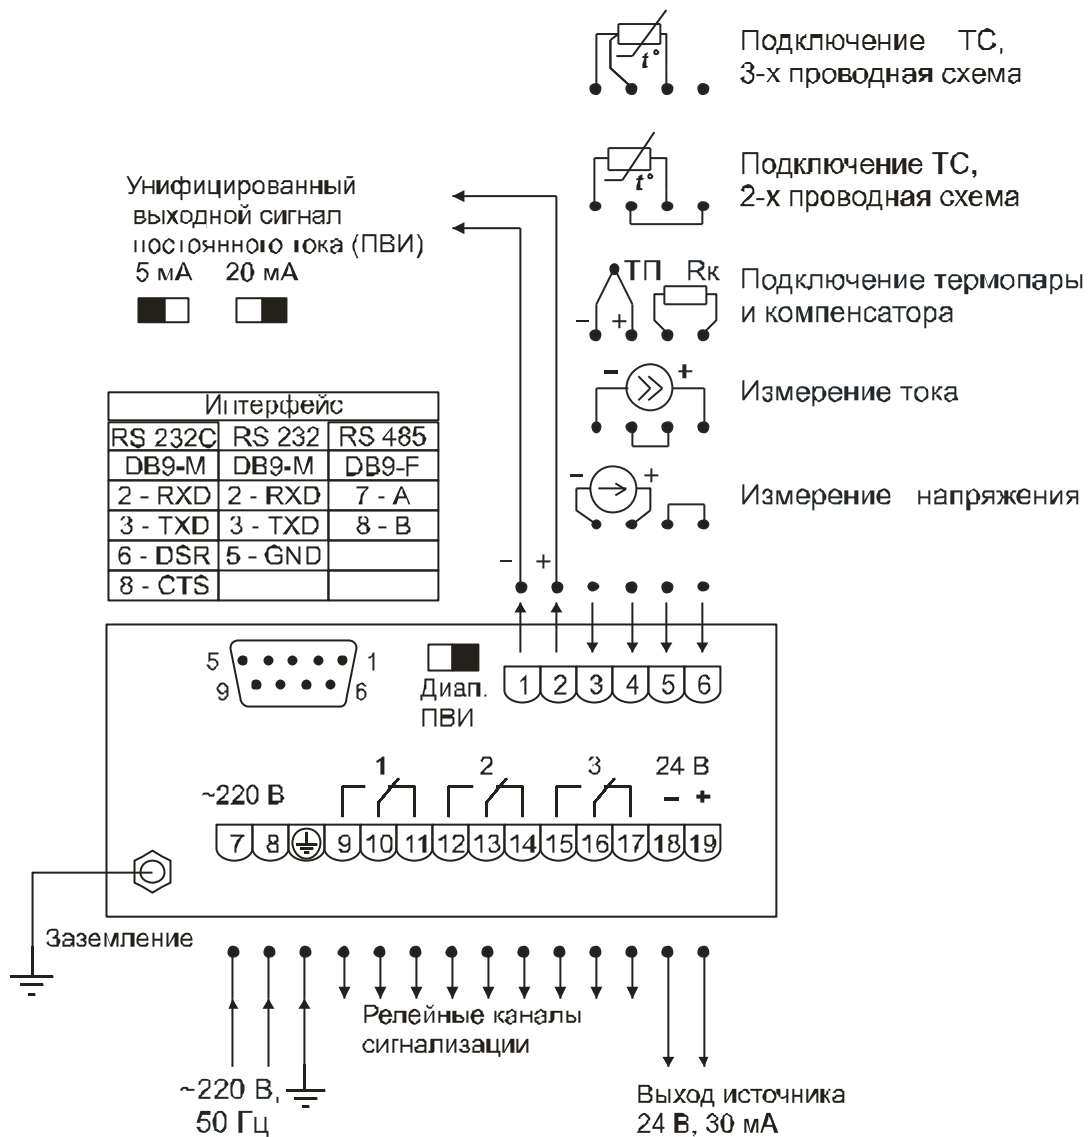 Подключение ТС,
3-х проводная схема
t°
Подключение ТС,
2-х проводная схема
t°
Унифицированный
выходной сигнал
постоянного тока (ПВИ)
5 мА 20 мА
ТП Rк
Подключение термопары
и компенсатора
- +
Измерение тока
- +
Измерение напряжения
- +
Интерфейс
RS 232C RS 232 RS 485
DB9-M DB9-M DB9-F
2 - RXD 2 - RXD 7 - A
3 - TXD 3 - TXD 8 - B
6 - DSR 5 - GND
8 - CTS
- +
5 1
9 6
Диап.
ПВИ
1 2 3 4 5 6
1 2 3 24 В
~220 В - +
7 8 9 10 11 12 13 14 15 16 17 18 19
Заземление
Релейные каналы
сигнализации
~220 В,
50 Гц
Выход источника
24 В, 30 мА